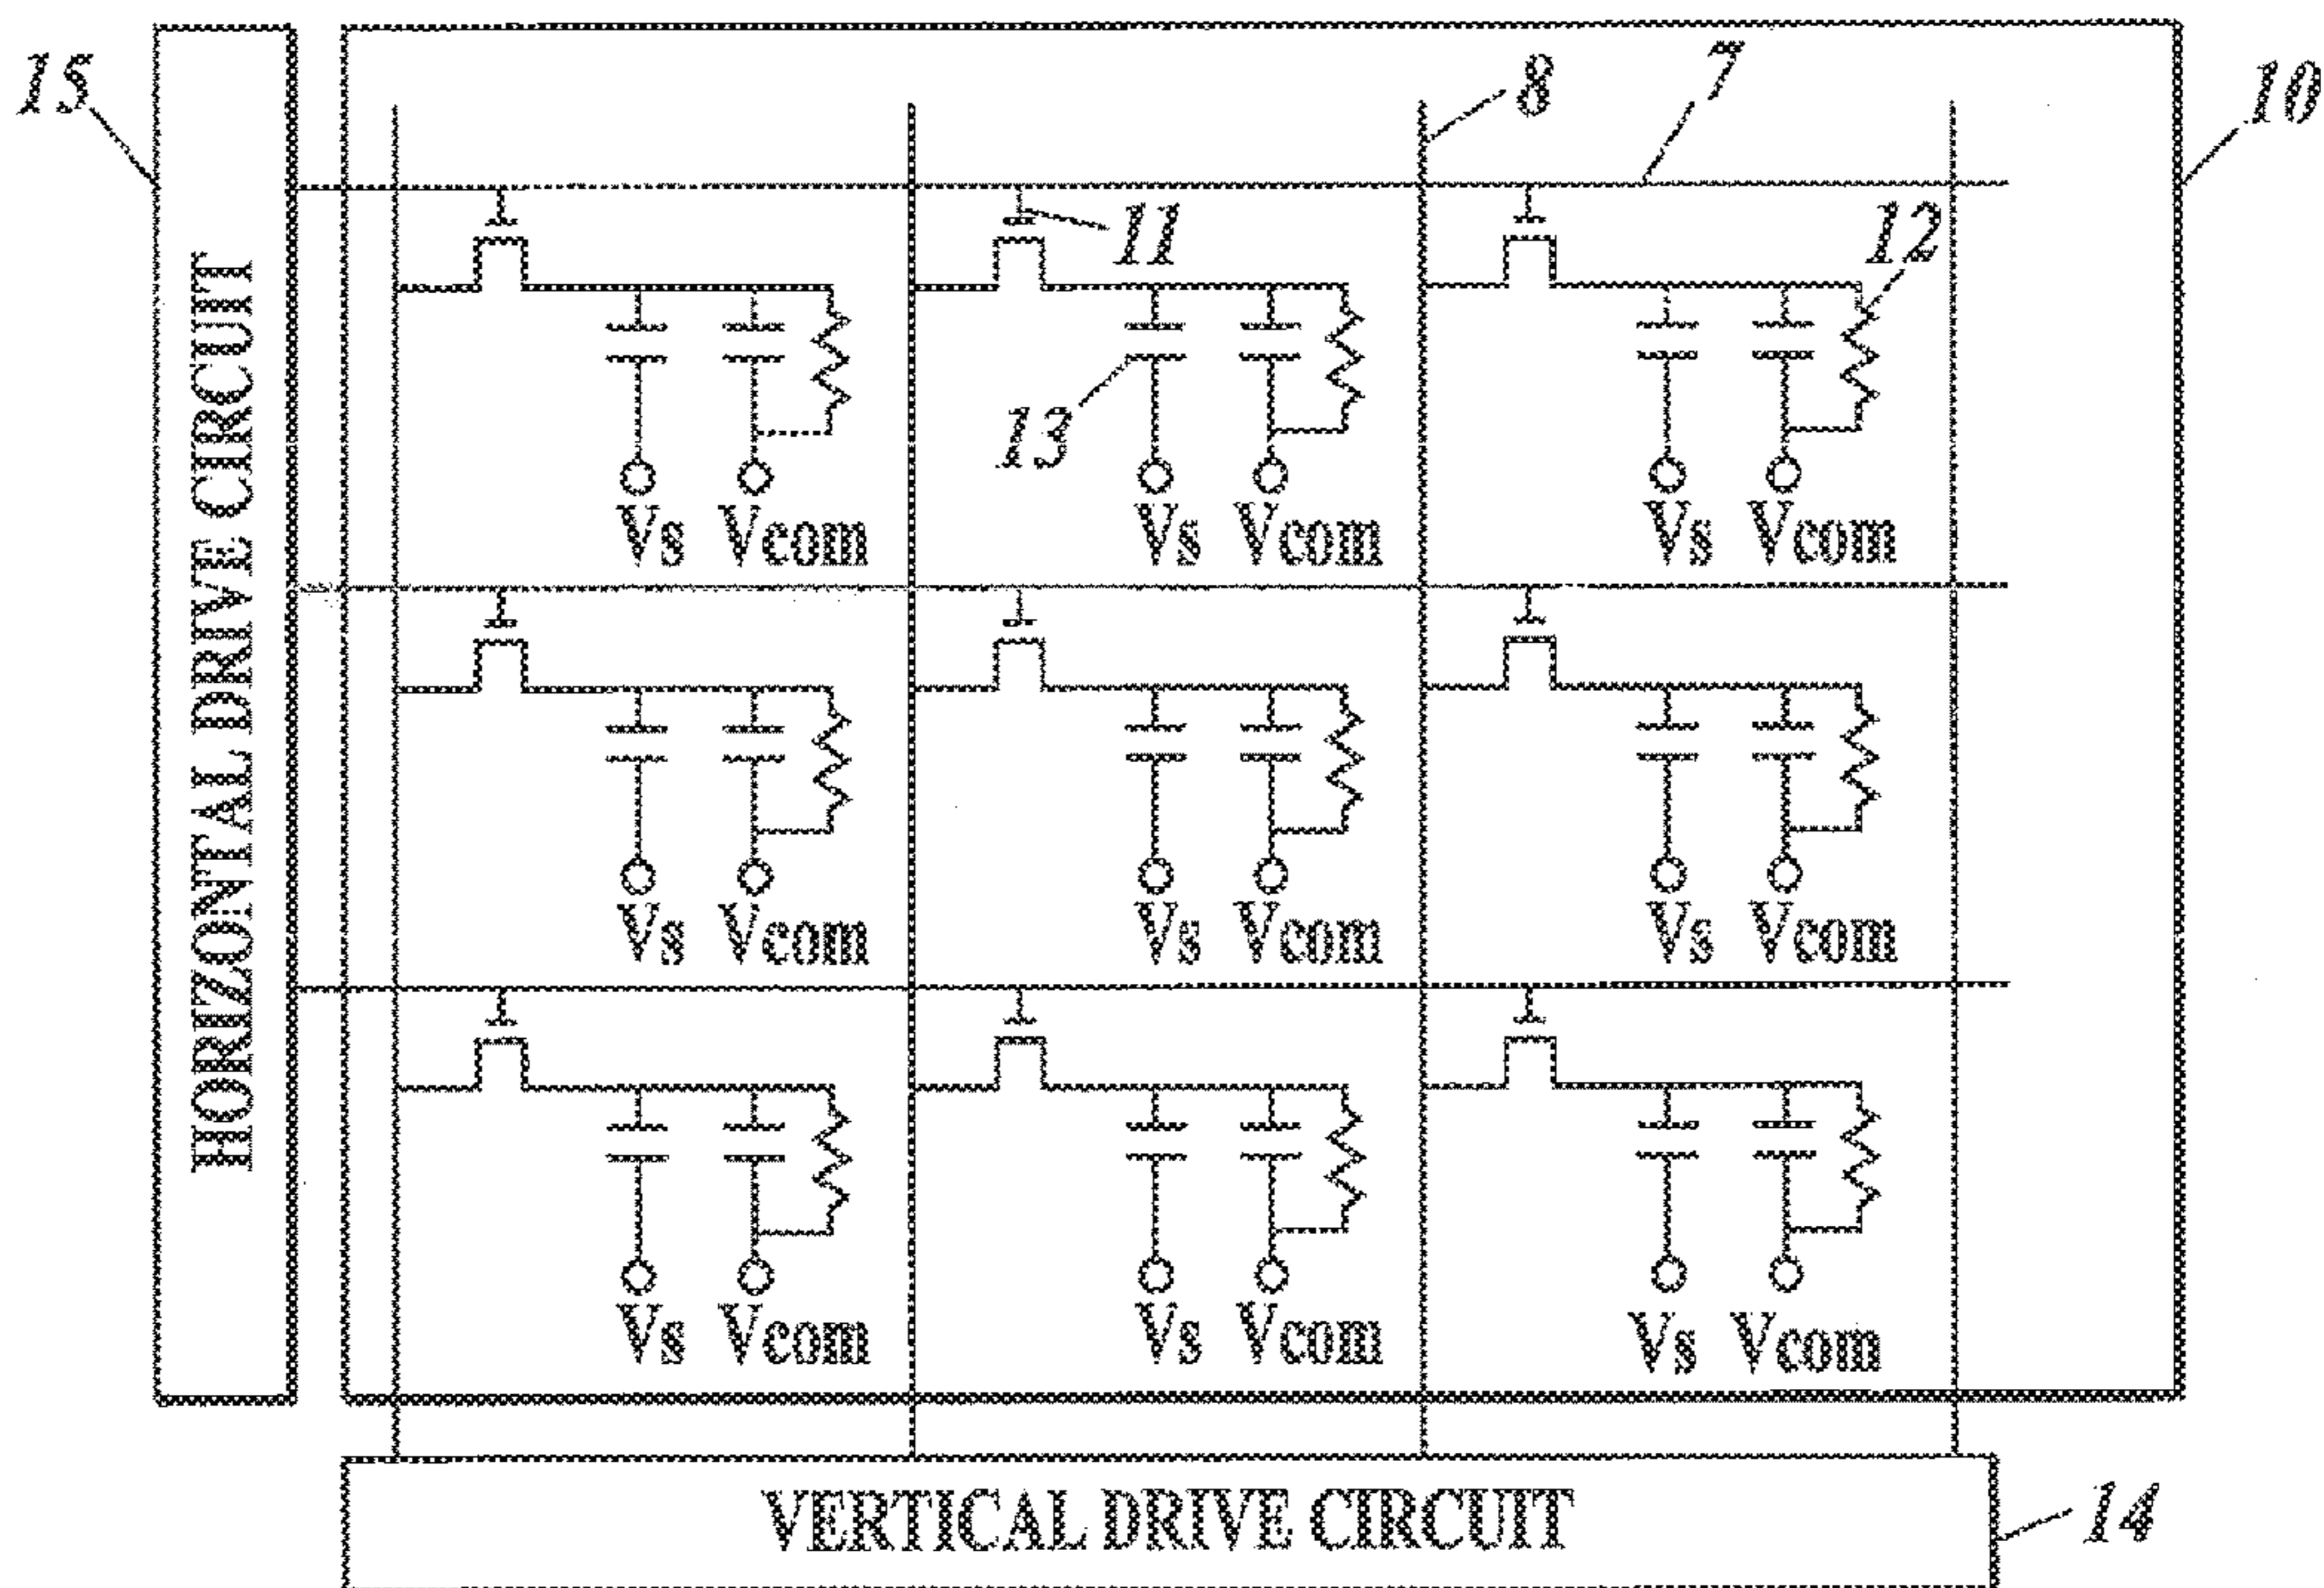 15
8
7
10
11
12
13
Vs Vcom
Vs Vcom
Vs Vcom
HORIZONTAL DRIVE CIRCUIT
Vs Vcom
Vs Vcom
Vs Vcom
Vs Vcom
Vs Vcom
Vs Vcom
VERTICAL DRIVE CIRCUIT
14